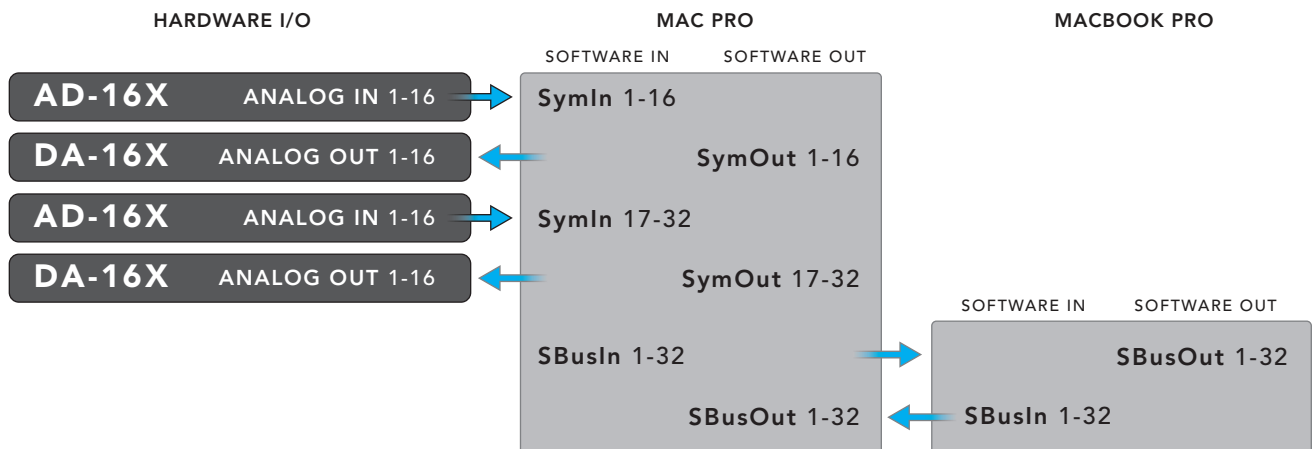 HARDWARE I/O MAC PRO MACBOOK PRO
SOFTWARE IN SOFTWARE OUT
AD-16X ANALOG IN 1-16 SymIn 1-16
DA-16X ANALOG OUT 1-16 SymOut 1-16
AD-16X ANALOG IN 1-16 SymIn 17-32
DA-16X ANALOG OUT 1-16 SymOut 17-32
SOFTWARE IN SOFTWARE OUT
SBusIn 1-32 SBusOut 1-32
SBusOut 1-32 SBusIn 1-32